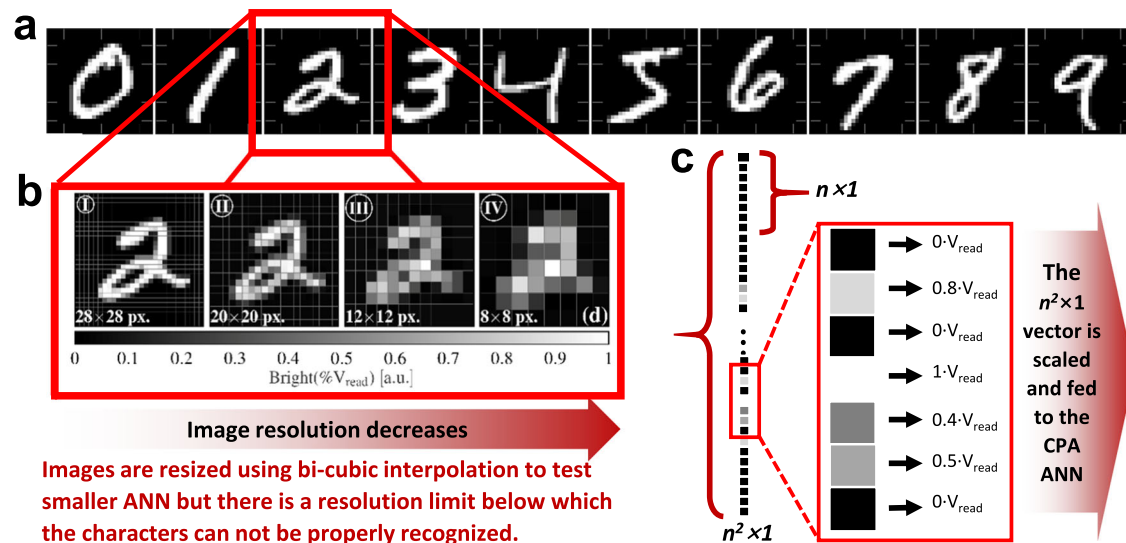 a
b
I
II
III
IV
28×28 px.
20×20 px.
12×12 px.
8×8 px.
(d)
0 0.1 0.2 0.3 0.4 0.5 0.6 0.7 0.8 0.9 1
Bright(%Vread) [a.u.]
Image resolution decreases
Images are resized using bi-cubic interpolation to test
smaller ANN but there is a resolution limit below which
the characters can not be properly recognized.
c
n×1
n²×1
0·Vread
0.8·Vread
0·Vread
1·Vread
0.4·Vread
0.5·Vread
0·Vread
The
n²×1
vector is
scaled
and fed
to the
CPA
ANN
0 1 2 3 4 5 6 7 8 9